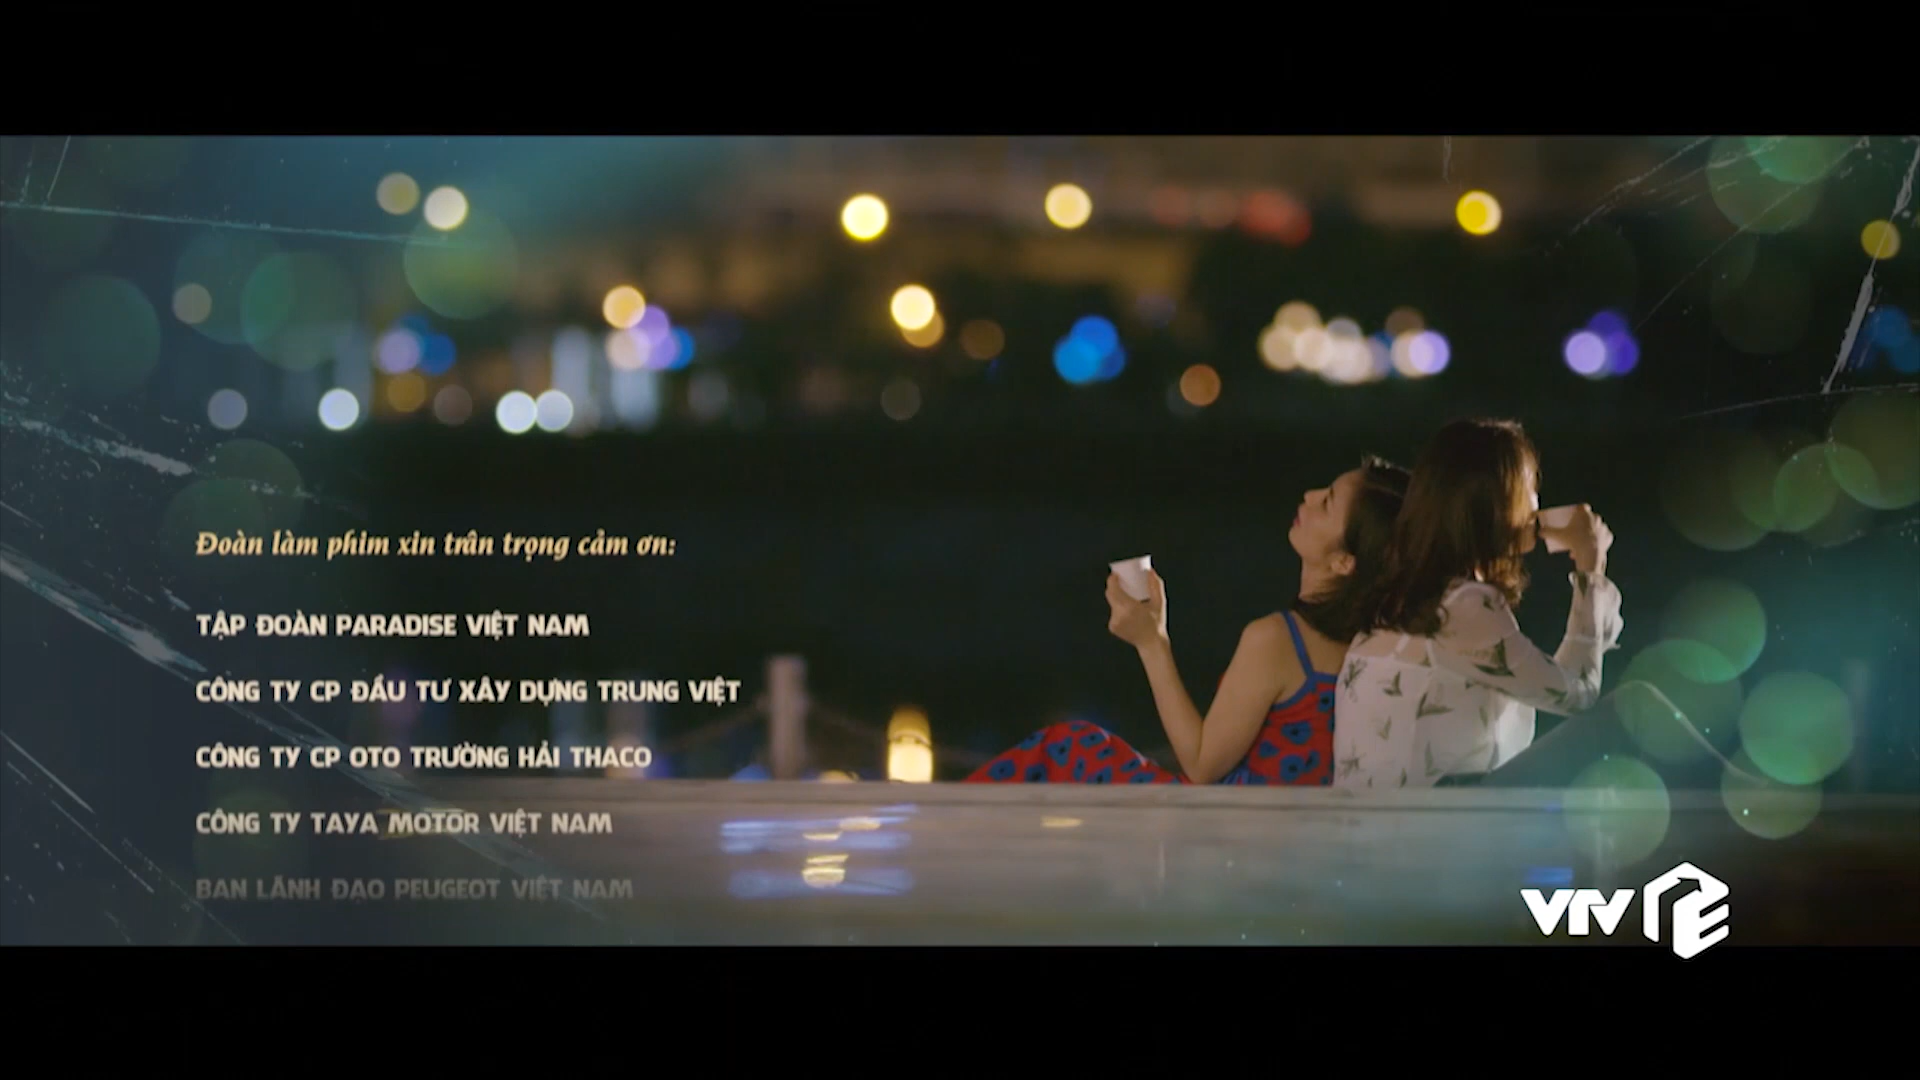 Đoàn làm phim xin trân trọng cảm ơn:
TẬP ĐOÀN PARADISE VIỆT NAM
CÔNG TY CP ĐẦU TƯ XÂY DỰNG TRUNG VIỆT
CÔNG TY CP OTO TRƯỜNG HẢI THACO
CÔNG TY TAYA MOTOR VIỆT NAM
BAN LÃNH ĐẠO PEUGEOT VIỆT NAM
VTV